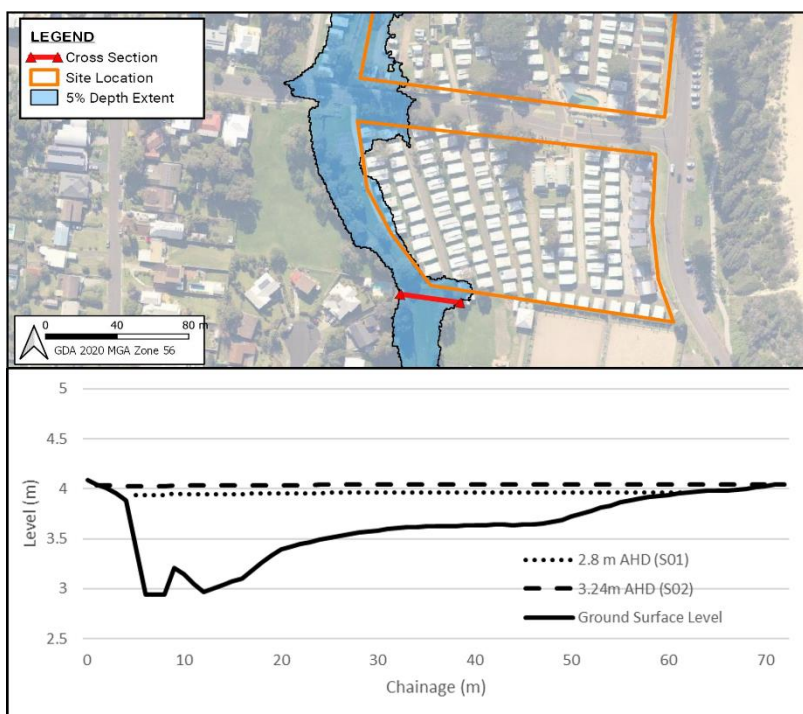 LEGEND
Cross Section
Site Location
5% Depth Extent
0 40 80 m
GDA 2020 MGA Zone 56
5
4.5
4
3.5
3
2.5
Level (m)
2.8 m AHD (S01)
3.24m AHD (S02)
Ground Surface Level
0 10 20 30 40 50 60 70
Chainage (m)